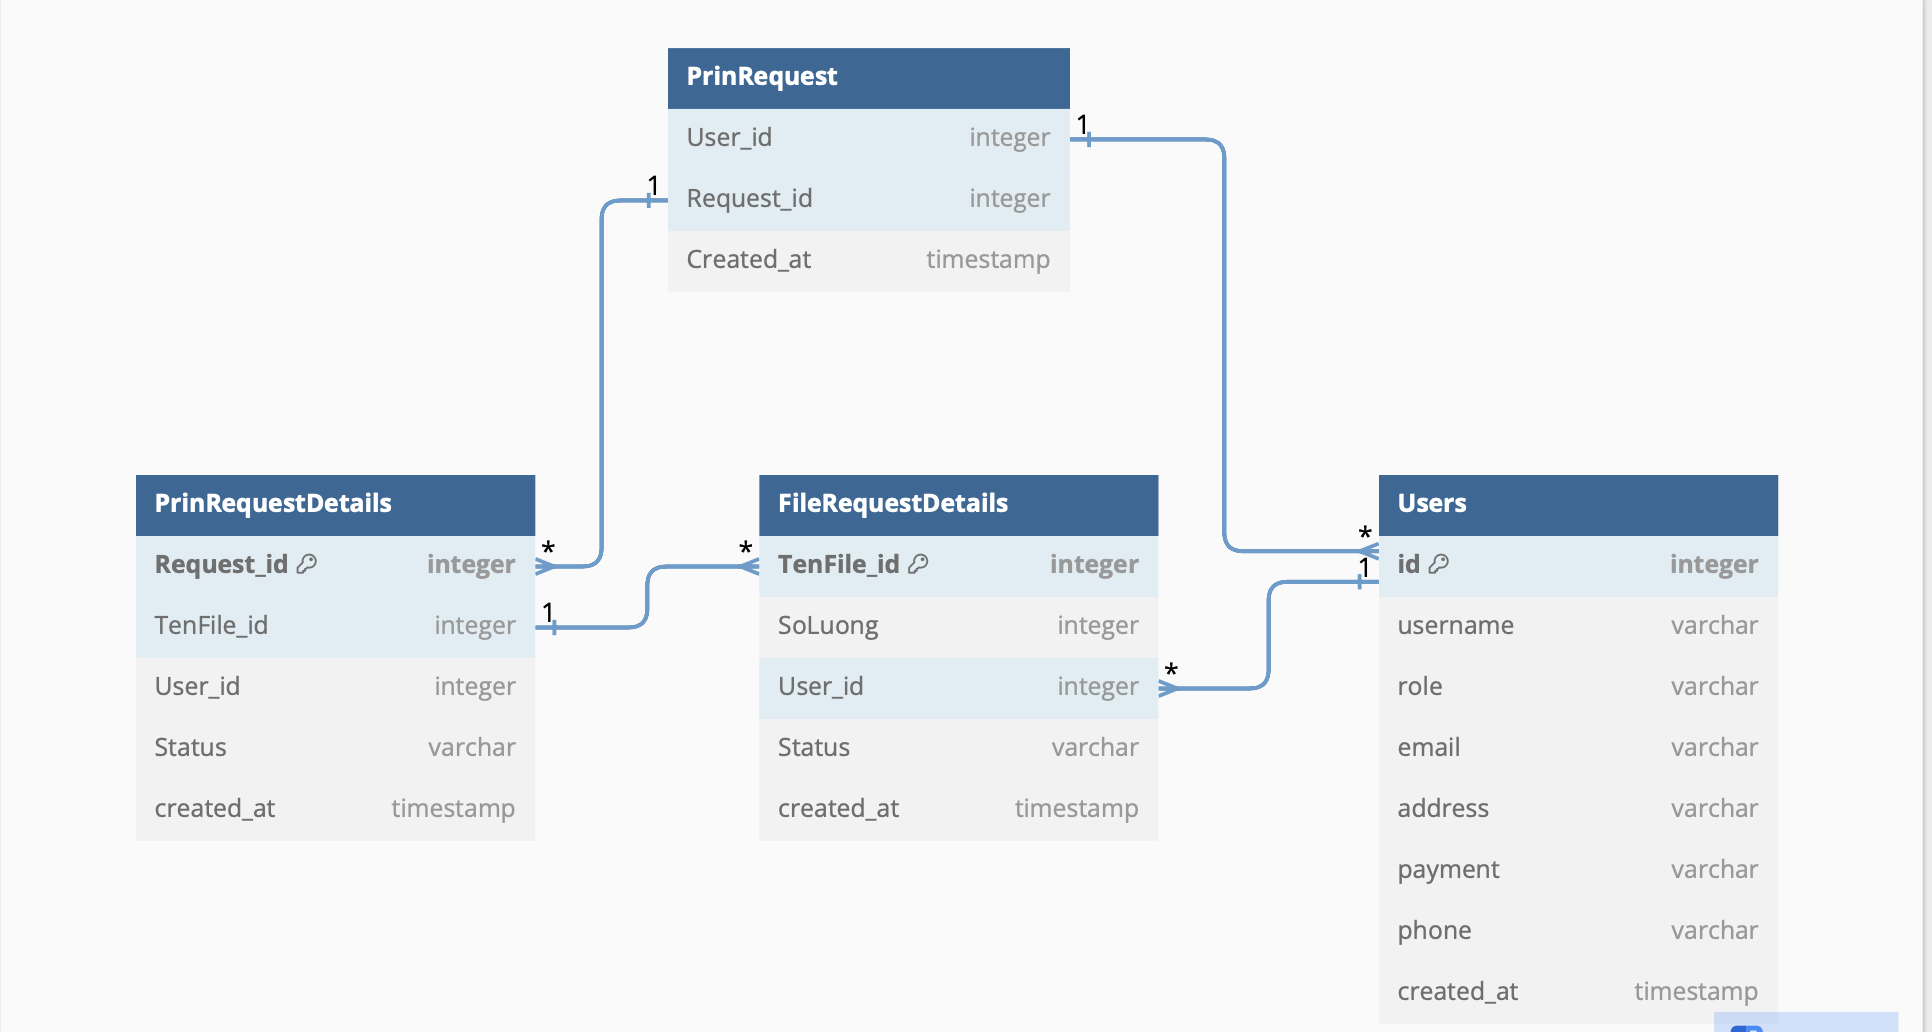 PrinRequest
User_id integer
Request_id integer
Created_at timestamp
1
1
PrinRequestDetails
Request_id integer
TenFile_id integer
User_id integer
Status varchar
created_at timestamp
*
1
*
FileRequestDetails
TenFile_id integer
SoLuong integer
User_id integer
Status varchar
created_at timestamp
*
*
1
Users
id integer
username varchar
role varchar
email varchar
address varchar
payment varchar
phone varchar
created_at timestamp